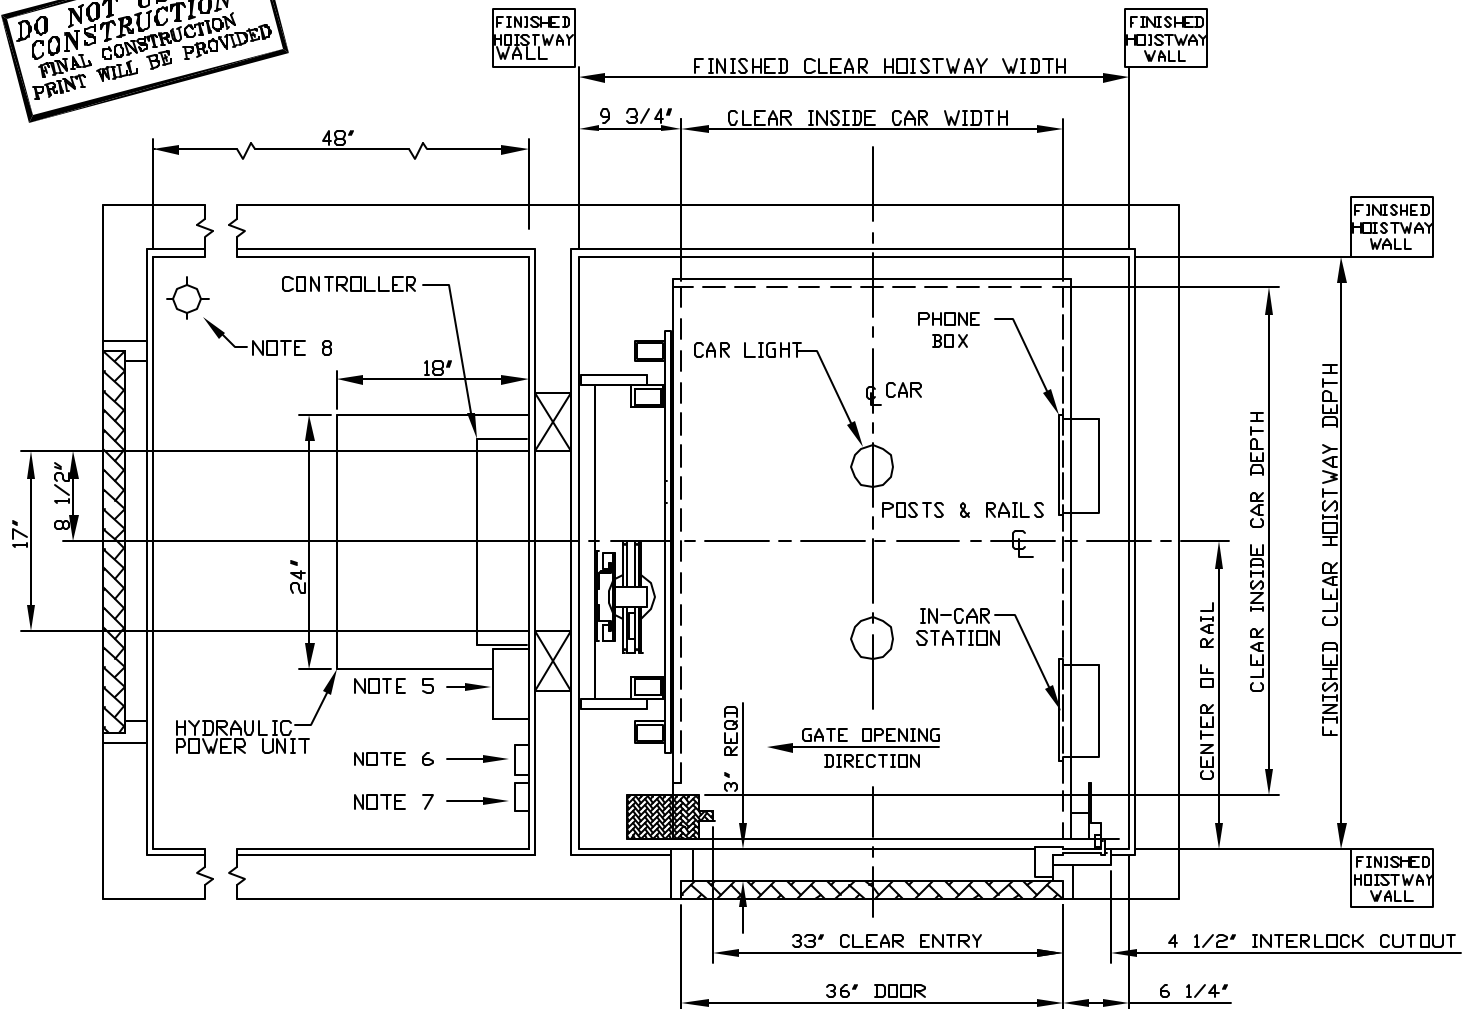 DO NOT US
CONSTRUCTION
FINAL CONSTRUCTION
PRINT WILL BE PROVIDED
FINISHED
HOISTWAY
WALL
FINISHED
HOISTWAY
WALL
FINISHED CLEAR HOISTWAY WIDTH
9 3/4"
CLEAR INSIDE CAR WIDTH
48"
FINISHED
HOISTWAY
WALL
CONTROLLER
NOTE 8
18"
CAR LIGHT
PHONE
BOX
℄ CAR
8 1/2"
17"
24"
POSTS & RAILS
℄
IN-CAR
STATION
CENTER OF RAIL
CLEAR INSIDE CAR DEPTH
FINISHED CLEAR HOISTWAY DEPTH
NOTE 5
HYDRAULIC
POWER UNIT
NOTE 6
NOTE 7
3" REQD
GATE OPENING
DIRECTION
FINISHED
HOISTWAY
WALL
33" CLEAR ENTRY
4 1/2" INTERLOCK CUTOUT
36" DOOR
6 1/4"